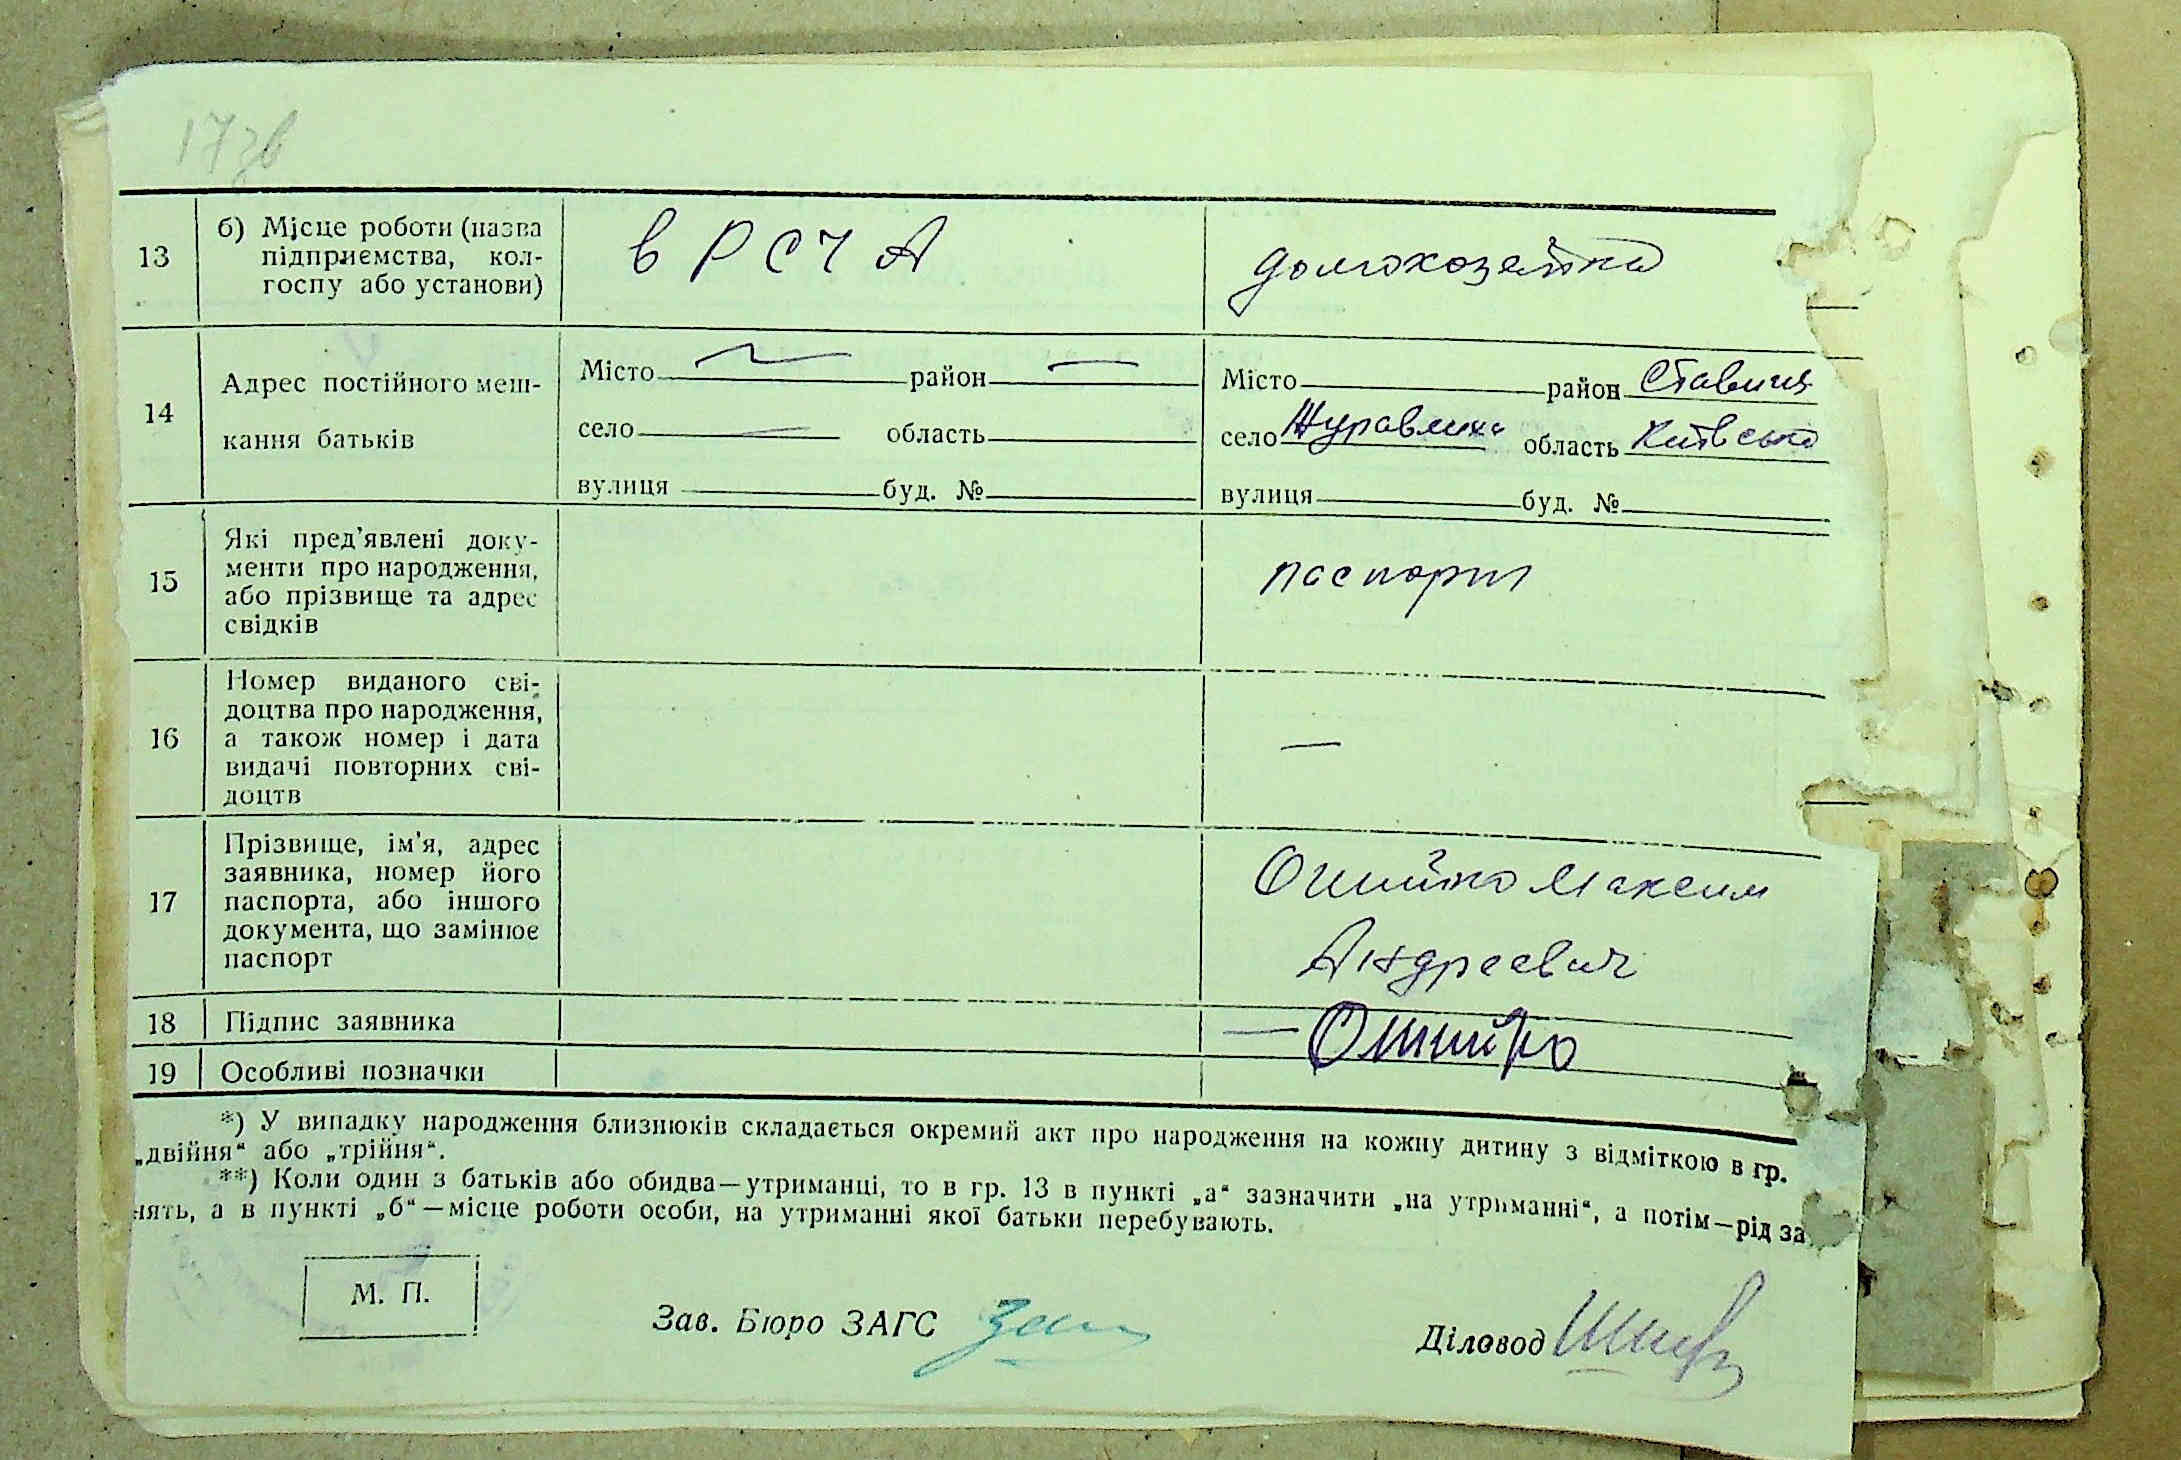 17зв
13
б) Місце роботи (назва
підприємства, кол-
госпу або установи)
в Р С Ч А
домохозяйка
14
Адрес постійного меш-
кання батьків
Місто район
село область
вулиця буд. №
Місто район Ставища
село Журавлиха область Київська
вулиця буд. №
15
Які пред'явлені доку-
менти про народження,
або прізвище та адрес
свідків
паспорт
16
Номер виданого сві-
доцтва про народження,
а також номер і дата
видачі повторних сві-
доцтв
—
17
Прізвище, ім'я, адрес
заявника, номер його
паспорта, або іншого
документа, що замінює
паспорт
Ошийко Максим
Андреевич
18 Підпис заявника
— Ошийко
19 Особливі позначки
*) У випадку народження близнюків складається окремий акт про народження на кожну дитину з відміткою в гр.
„двійня“ або „трійня“.
**) Коли один з батьків або обидва—утриманці, то в гр. 13 в пункті „а“ зазначити „на утриманні“, а потім—рід за
нять, а в пункті „б“—місце роботи особи, на утриманні якої батьки перебувають.
М. П.
Зав. Бюро ЗАГС
Діловод